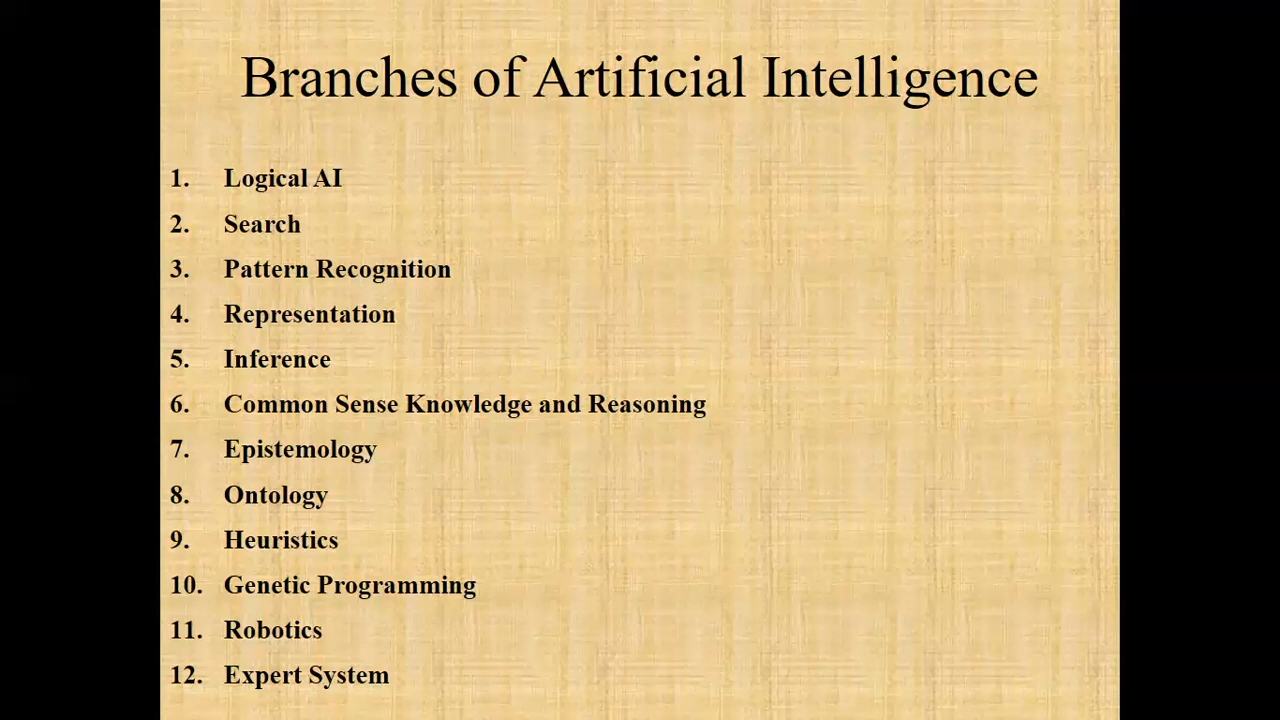 Branches of Artificial Intelligence
1. Logical AI
2. Search
3. Pattern Recognition
4. Representation
5. Inference
6. Common Sense Knowledge and Reasoning
7. Epistemology
8. Ontology
9. Heuristics
10. Genetic Programming
11. Robotics
12. Expert System